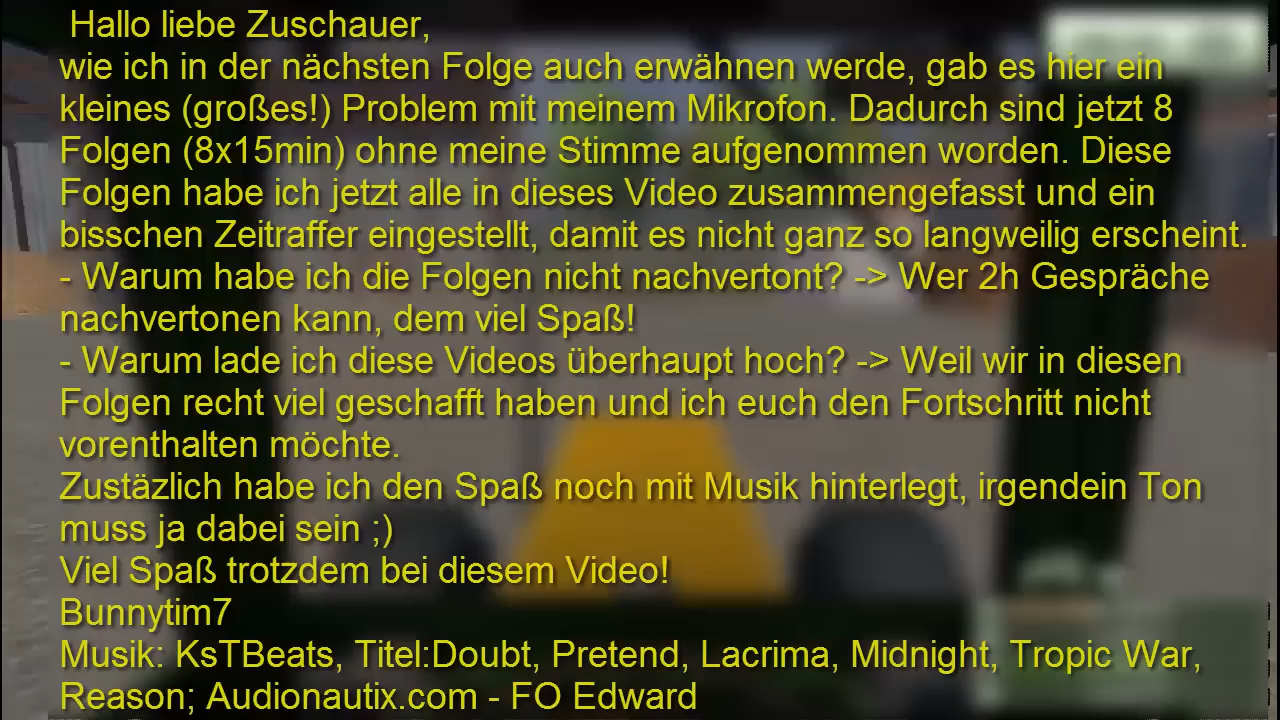 Hallo liebe Zuschauer,
wie ich in der nächsten Folge auch erwähnen werde, gab es hier ein
kleines (großes!) Problem mit meinem Mikrofon. Dadurch sind jetzt 8
Folgen (8x15min) ohne meine Stimme aufgenommen worden. Diese
Folgen habe ich jetzt alle in dieses Video zusammengefasst und ein
bisschen Zeitraffer eingestellt, damit es nicht ganz so langweilig erscheint.
- Warum habe ich die Folgen nicht nachvertont? -> Wer 2h Gespräche
nachvertonen kann, dem viel Spaß!
- Warum lade ich diese Videos überhaupt hoch? -> Weil wir in diesen
Folgen recht viel geschafft haben und ich euch den Fortschritt nicht
vorenthalten möchte.
Zustäzlich habe ich den Spaß noch mit Musik hinterlegt, irgendein Ton
muss ja dabei sein ;)
Viel Spaß trotzdem bei diesem Video!
Bunnytim7
Musik: KsTBeats, Titel:Doubt, Pretend, Lacrima, Midnight, Tropic War,
Reason; Audionautix.com - FO Edward